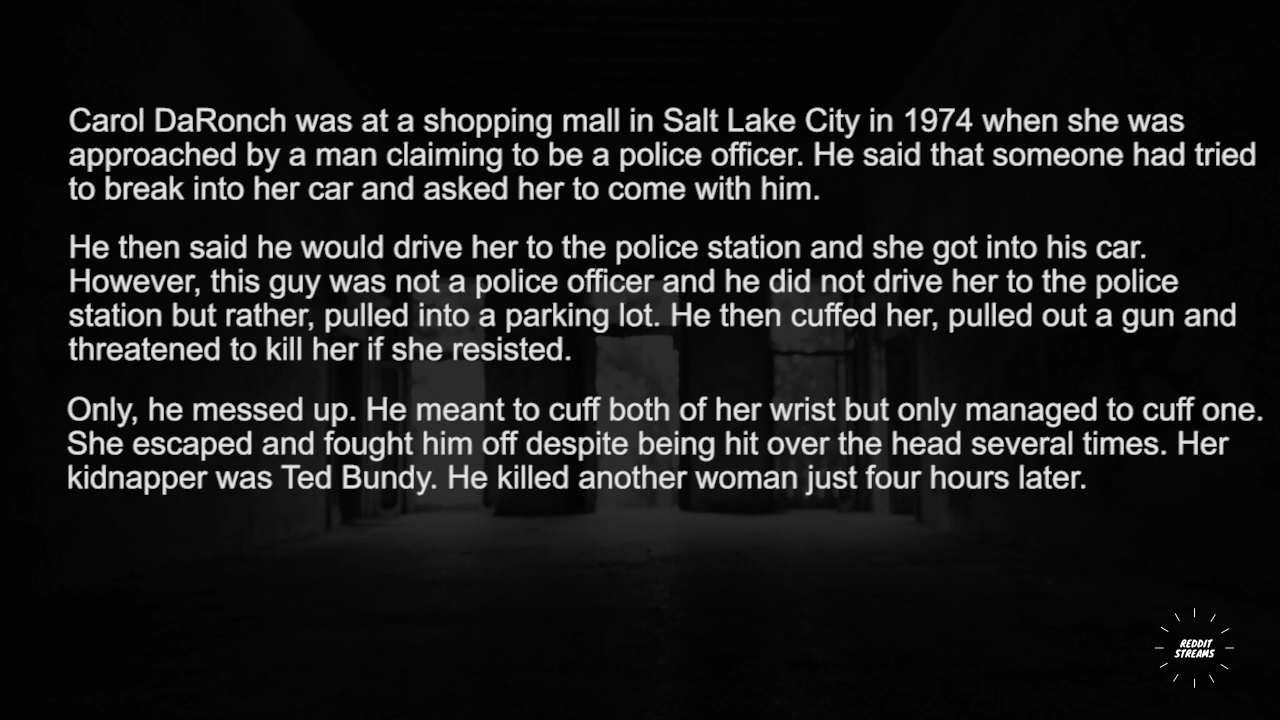 Carol DaRonch was at a shopping mall in Salt Lake City in 1974 when she was
approached by a man claiming to be a police officer. He said that someone had tried
to break into her car and asked her to come with him.
He then said he would drive her to the police station and she got into his car.
However, this guy was not a police officer and he did not drive her to the police
station but rather, pulled into a parking lot. He then cuffed her, pulled out a gun and
threatened to kill her if she resisted.
Only, he messed up. He meant to cuff both of her wrist but only managed to cuff one.
She escaped and fought him off despite being hit over the head several times. Her
kidnapper was Ted Bundy. He killed another woman just four hours later.
REDDIT
STREAMS